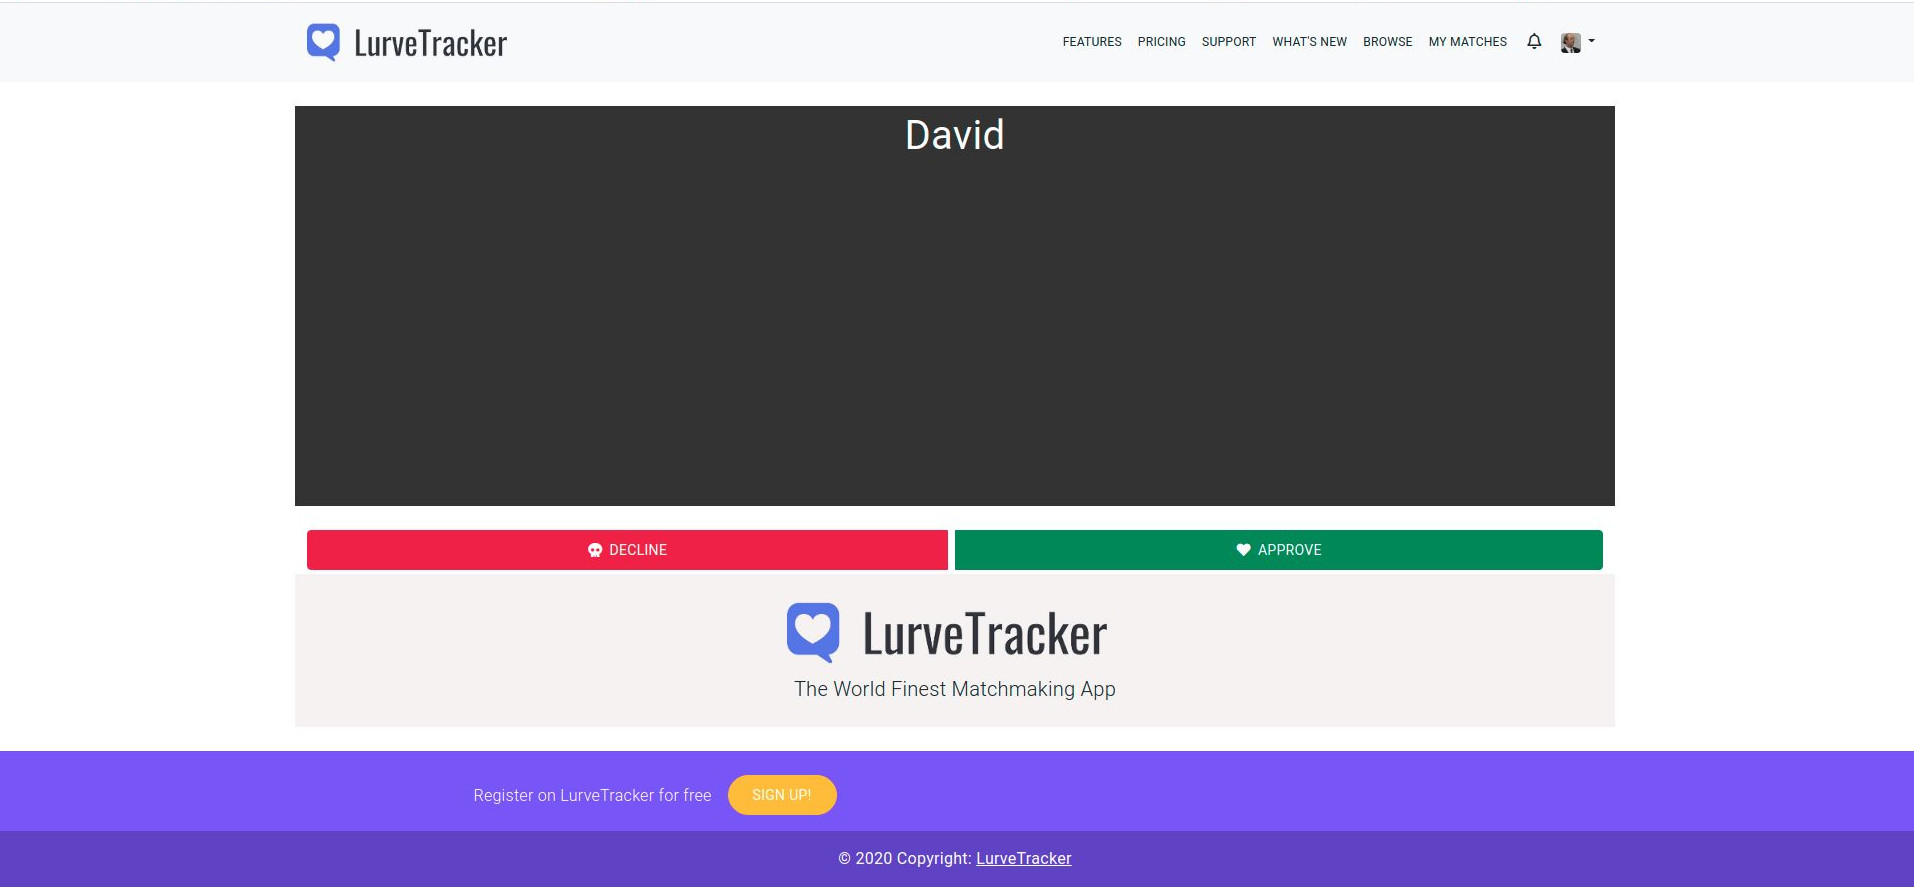 LurveTracker
FEATURES PRICING SUPPORT WHAT'S NEW BROWSE MY MATCHES
David
DECLINE
APPROVE
LurveTracker
The World Finest Matchmaking App
Register on LurveTracker for free
SIGN UP!
© 2020 Copyright: LurveTracker